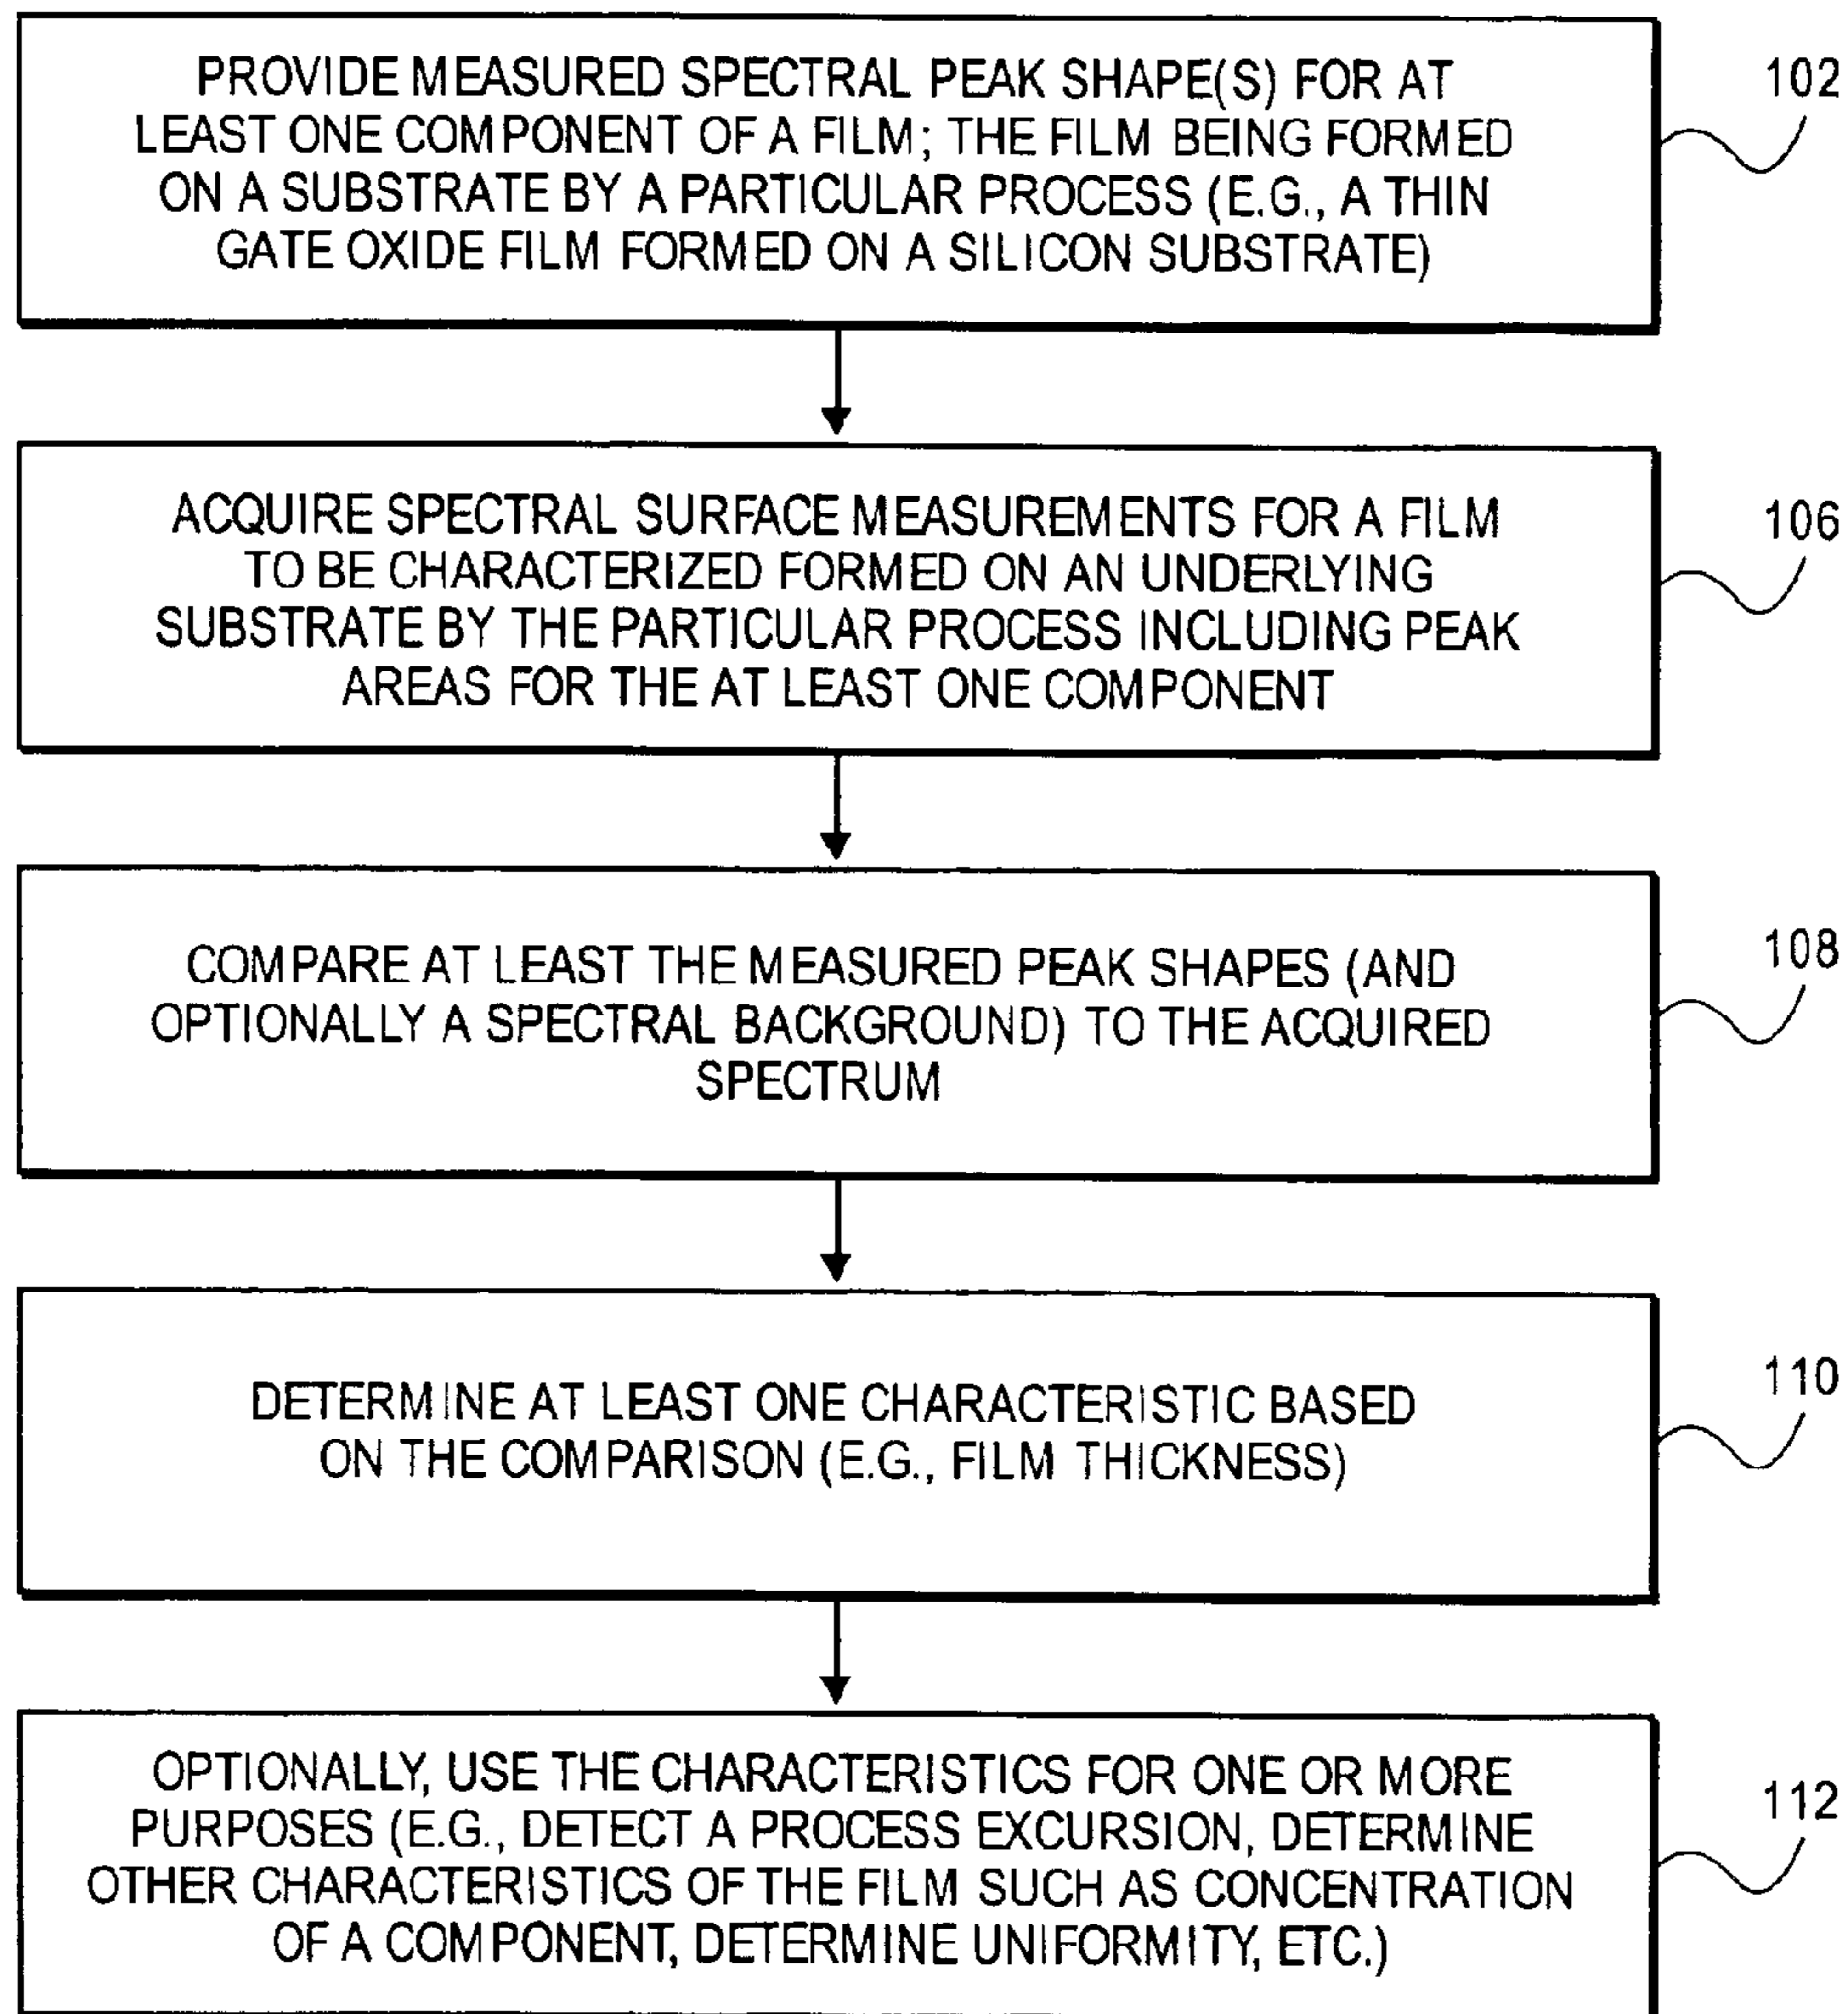 PROVIDE MEASURED SPECTRAL PEAK SHAPE(S) FOR AT
LEAST ONE COMPONENT OF A FILM; THE FILM BEING FORMED
ON A SUBSTRATE BY A PARTICULAR PROCESS (E.G., A THIN
GATE OXIDE FILM FORMED ON A SILICON SUBSTRATE)
102
ACQUIRE SPECTRAL SURFACE MEASUREMENTS FOR A FILM
TO BE CHARACTERIZED FORMED ON AN UNDERLYING
SUBSTRATE BY THE PARTICULAR PROCESS INCLUDING PEAK
AREAS FOR THE AT LEAST ONE COMPONENT
106
COMPARE AT LEAST THE MEASURED PEAK SHAPES (AND
OPTIONALLY A SPECTRAL BACKGROUND) TO THE ACQUIRED
SPECTRUM
108
DETERMINE AT LEAST ONE CHARACTERISTIC BASED
ON THE COMPARISON (E.G., FILM THICKNESS)
110
OPTIONALLY, USE THE CHARACTERISTICS FOR ONE OR MORE
PURPOSES (E.G., DETECT A PROCESS EXCURSION, DETERMINE
OTHER CHARACTERISTICS OF THE FILM SUCH AS CONCENTRATION
OF A COMPONENT, DETERMINE UNIFORMITY, ETC.)
112